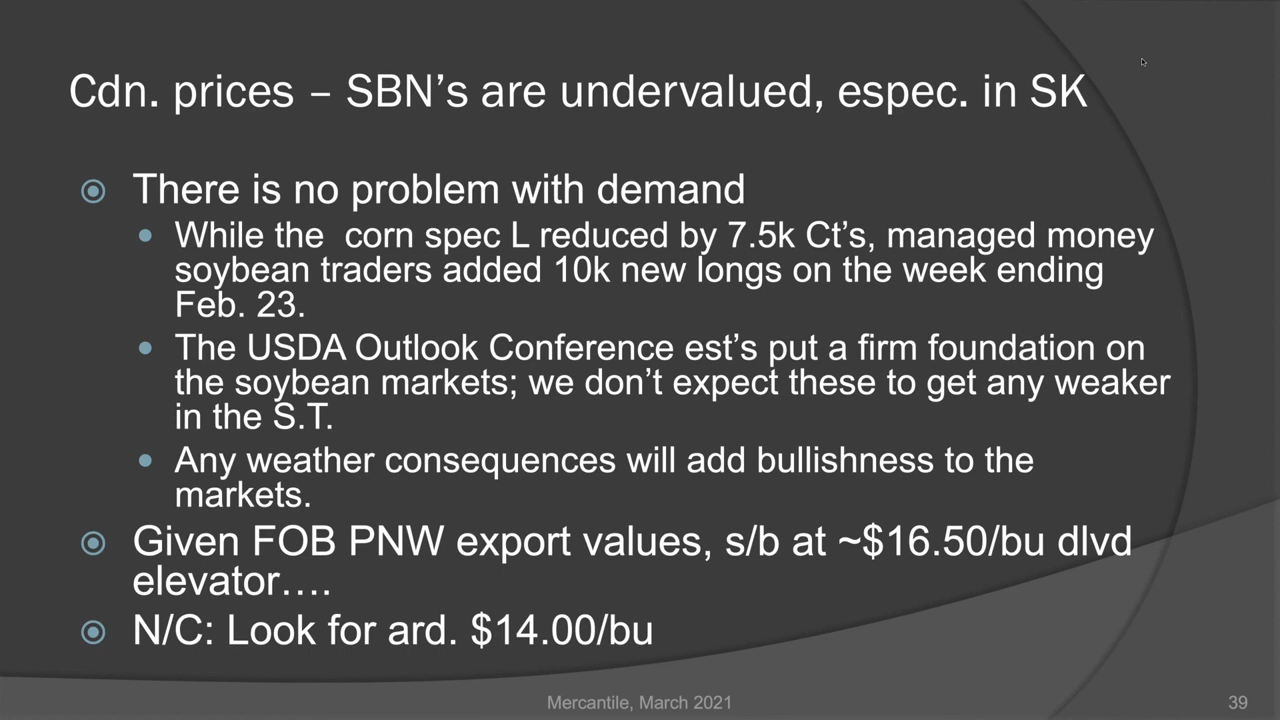 Cdn. prices – SBN’s are undervalued, espec. in SK
There is no problem with demand
While the  corn spec L reduced by 7.5k Ct’s, managed money
soybean traders added 10k new longs on the week ending
Feb. 23.
The USDA Outlook Conference est’s put a firm foundation on
the soybean markets; we don’t expect these to get any weaker
in the S.T.
Any weather consequences will add bullishness to the
markets.
Given FOB PNW export values, s/b at ~$16.50/bu dlvd
elevator….
N/C: Look for ard. $14.00/bu
Mercantile, March 2021
39